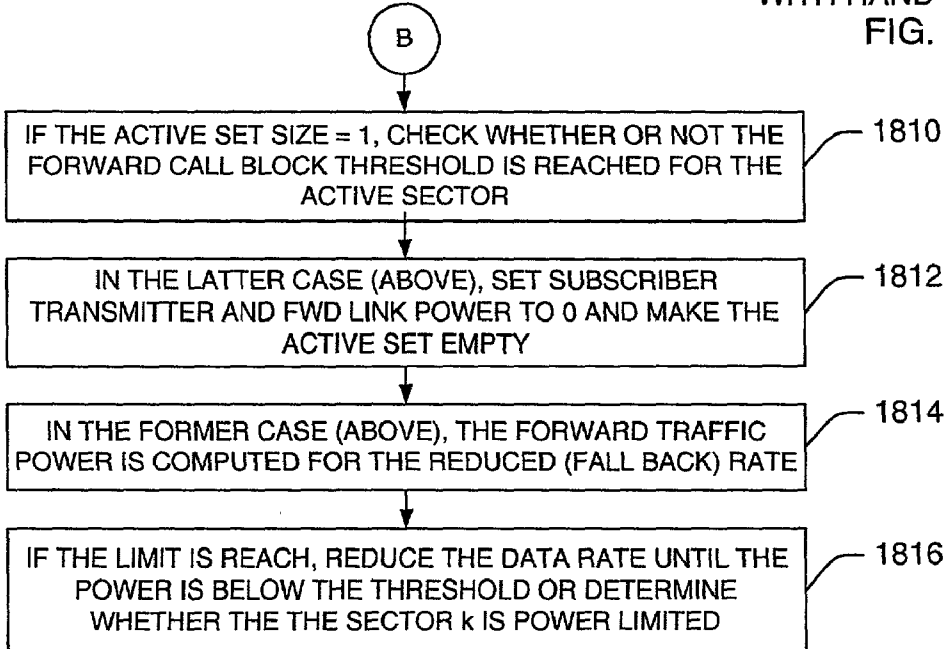 WITH HAND
FIG.
B
IF THE ACTIVE SET SIZE = 1, CHECK WHETHER OR NOT THE
FORWARD CALL BLOCK THRESHOLD IS REACHED FOR THE
ACTIVE SECTOR
1810
IN THE LATTER CASE (ABOVE), SET SUBSCRIBER
TRANSMITTER AND FWD LINK POWER TO 0 AND MAKE THE
ACTIVE SET EMPTY
1812
IN THE FORMER CASE (ABOVE), THE FORWARD TRAFFIC
POWER IS COMPUTED FOR THE REDUCED (FALL BACK) RATE
1814
IF THE LIMIT IS REACH, REDUCE THE DATA RATE UNTIL THE
POWER IS BELOW THE THRESHOLD OR DETERMINE
WHETHER THE THE SECTOR k IS POWER LIMITED
1816